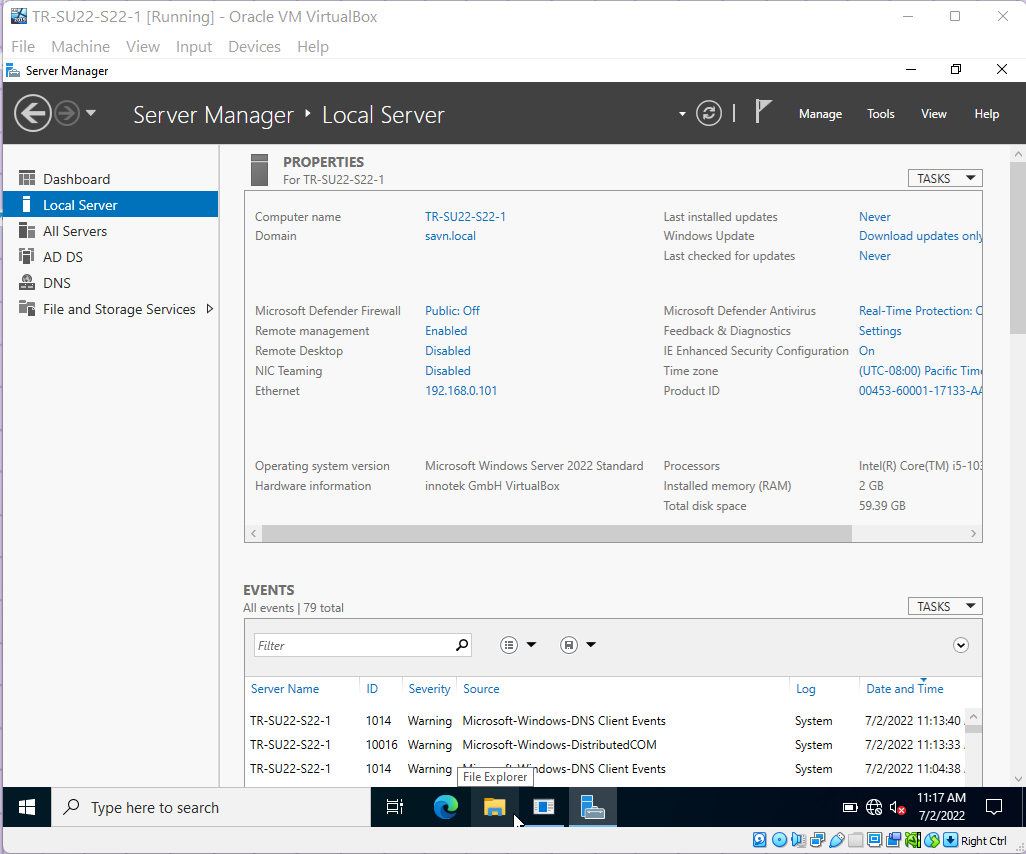 TR-SU22-S22-1 [Running] - Oracle VM VirtualBox
File Machine View Input Devices Help
Server Manager
Server Manager Local Server
Manage Tools View Help
Dashboard
Local Server
All Servers
AD DS
DNS
File and Storage Services
PROPERTIES
For TR-SU22-S22-1
TASKS
Computer name TR-SU22-S22-1 Last installed updates Never
Domain savn.local Windows Update Download updates only
Last checked for updates Never
Microsoft Defender Firewall Public: Off Microsoft Defender Antivirus Real-Time Protection:
Remote management Enabled Feedback & Diagnostics Settings
Remote Desktop Disabled IE Enhanced Security Configuration On
NIC Teaming Disabled Time zone (UTC-08:00) Pacific Time
Ethernet 192.168.0.101 Product ID 00453-60001-17133-AA
Operating system version Microsoft Windows Server 2022 Standard Processors Intel(R) Core(TM) i5-103
Hardware information innotek GmbH VirtualBox Installed memory (RAM) 2 GB
Total disk space 59.39 GB
EVENTS
All events | 79 total
TASKS
Filter
Server Name ID Severity Source Log Date and Time
TR-SU22-S22-1 1014 Warning Microsoft-Windows-DNS Client Events System 7/2/2022 11:13:40
TR-SU22-S22-1 10016 Warning Microsoft-Windows-DistributedCOM System 7/2/2022 11:13:33
TR-SU22-S22-1 1014 Warning Microsoft-Windows-DNS Client Events System 7/2/2022 11:04:38
File Explorer
Type here to search
11:17 AM
7/2/2022
Right Ctrl